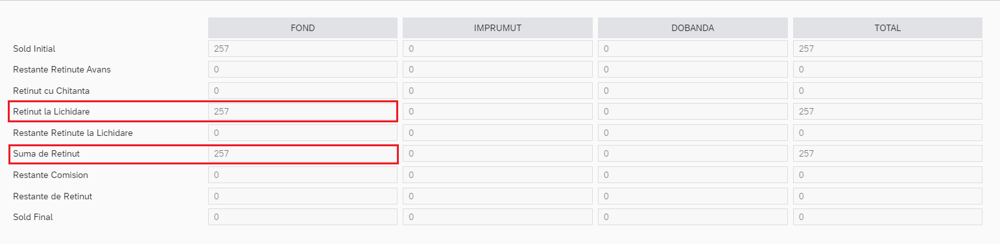 FOND IMPRUMUT DOBANDA TOTAL
Sold Initial 257 0 0 257
Restante Retinute Avans 0 0 0 0
Retinut cu Chitanta 0 0 0 0
Retinut la Lichidare 257 0 0 257
Restante Retinute la Lichidare 0 0 0 0
Suma de Retinut 257 0 0 257
Restante Comision 0 0 0 0
Restante de Retinut 0 0 0 0
Sold Final 0 0 0 0